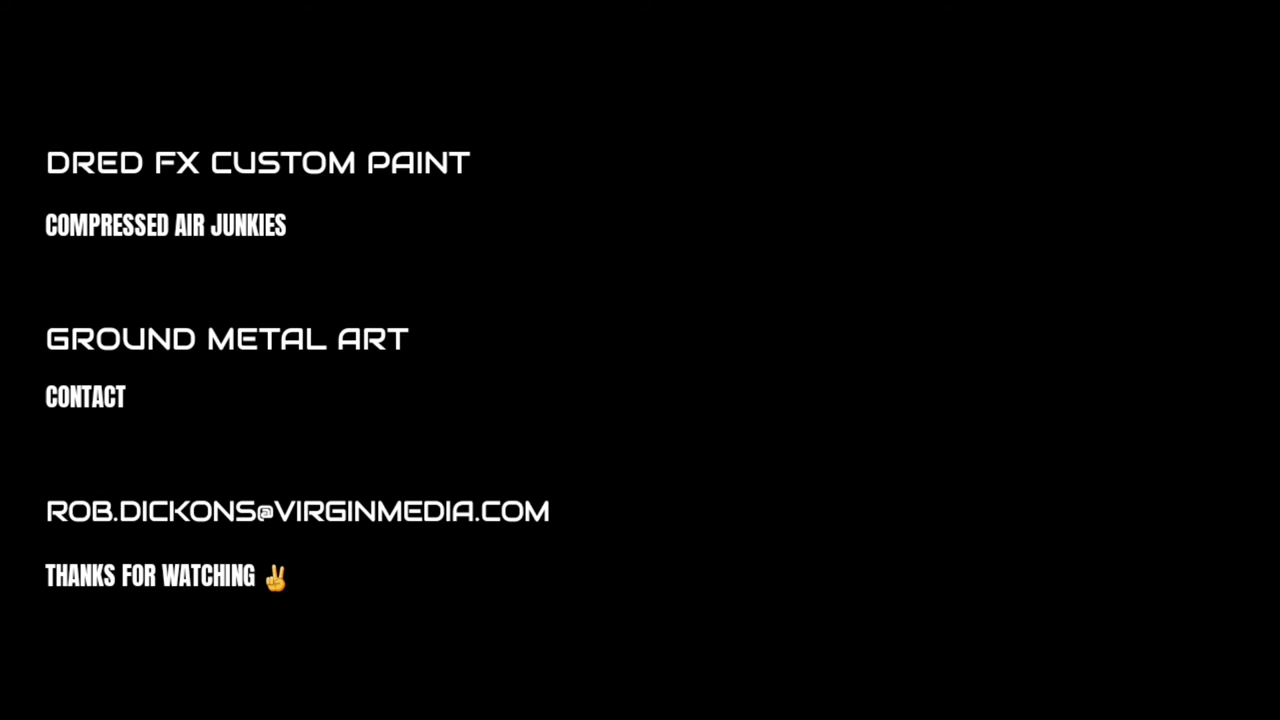 DRED FX CUSTOM PAINT
COMPRESSED AIR JUNKIES
GROUND METAL ART
CONTACT
ROB.DICKONS@VIRGINMEDIA.COM
THANKS FOR WATCHING ✌️